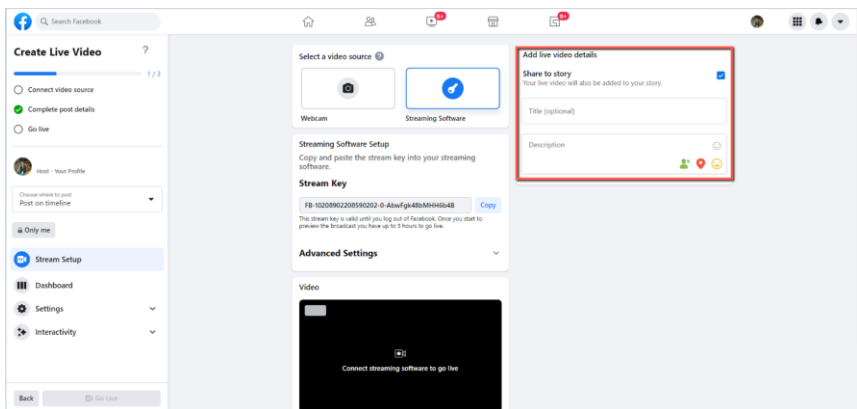 Search Facebook
9+
9+
Create Live Video
?
1 / 3
Connect video source
Complete post details
Go live
Host - Your Profile
Choose where to post
Post on timeline
Only me
Stream Setup
Dashboard
Settings
Interactivity
Back
Go Live
Select a video source
Webcam
Streaming Software
Streaming Software Setup
Copy and paste the stream key into your streaming
software.
Stream Key
FB-10208902208590202-0-AbwFgk48bMHH6b48
Copy
This stream key is valid until you log out of Facebook. Once you start to
preview the broadcast you have up to 5 hours to go live.
Advanced Settings
Video
Connect streaming software to go live
Add live video details
Share to story
Your live video will also be added to your story.
Title (optional)
Description